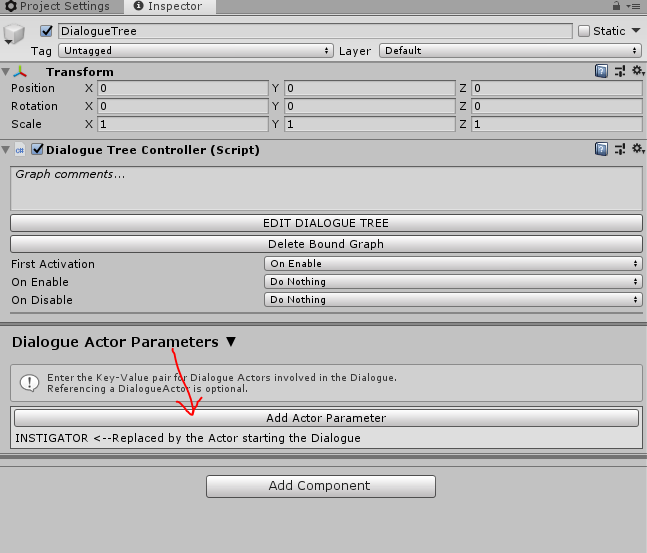 Project Settings Inspector
DialogueTree Static
Tag Untagged Layer Default
Transform
Position X 0 Y 0 Z 0
Rotation X 0 Y 0 Z 0
Scale X 1 Y 1 Z 1
Dialogue Tree Controller (Script)
Graph comments...
EDIT DIALOGUE TREE
Delete Bound Graph
First Activation On Enable
On Enable Do Nothing
On Disable Do Nothing
Dialogue Actor Parameters ▼
Enter the Key-Value pair for Dialogue Actors involved in the Dialogue.
Referencing a DialogueActor is optional.
Add Actor Parameter
INSTIGATOR <--Replaced by the Actor starting the Dialogue
Add Component